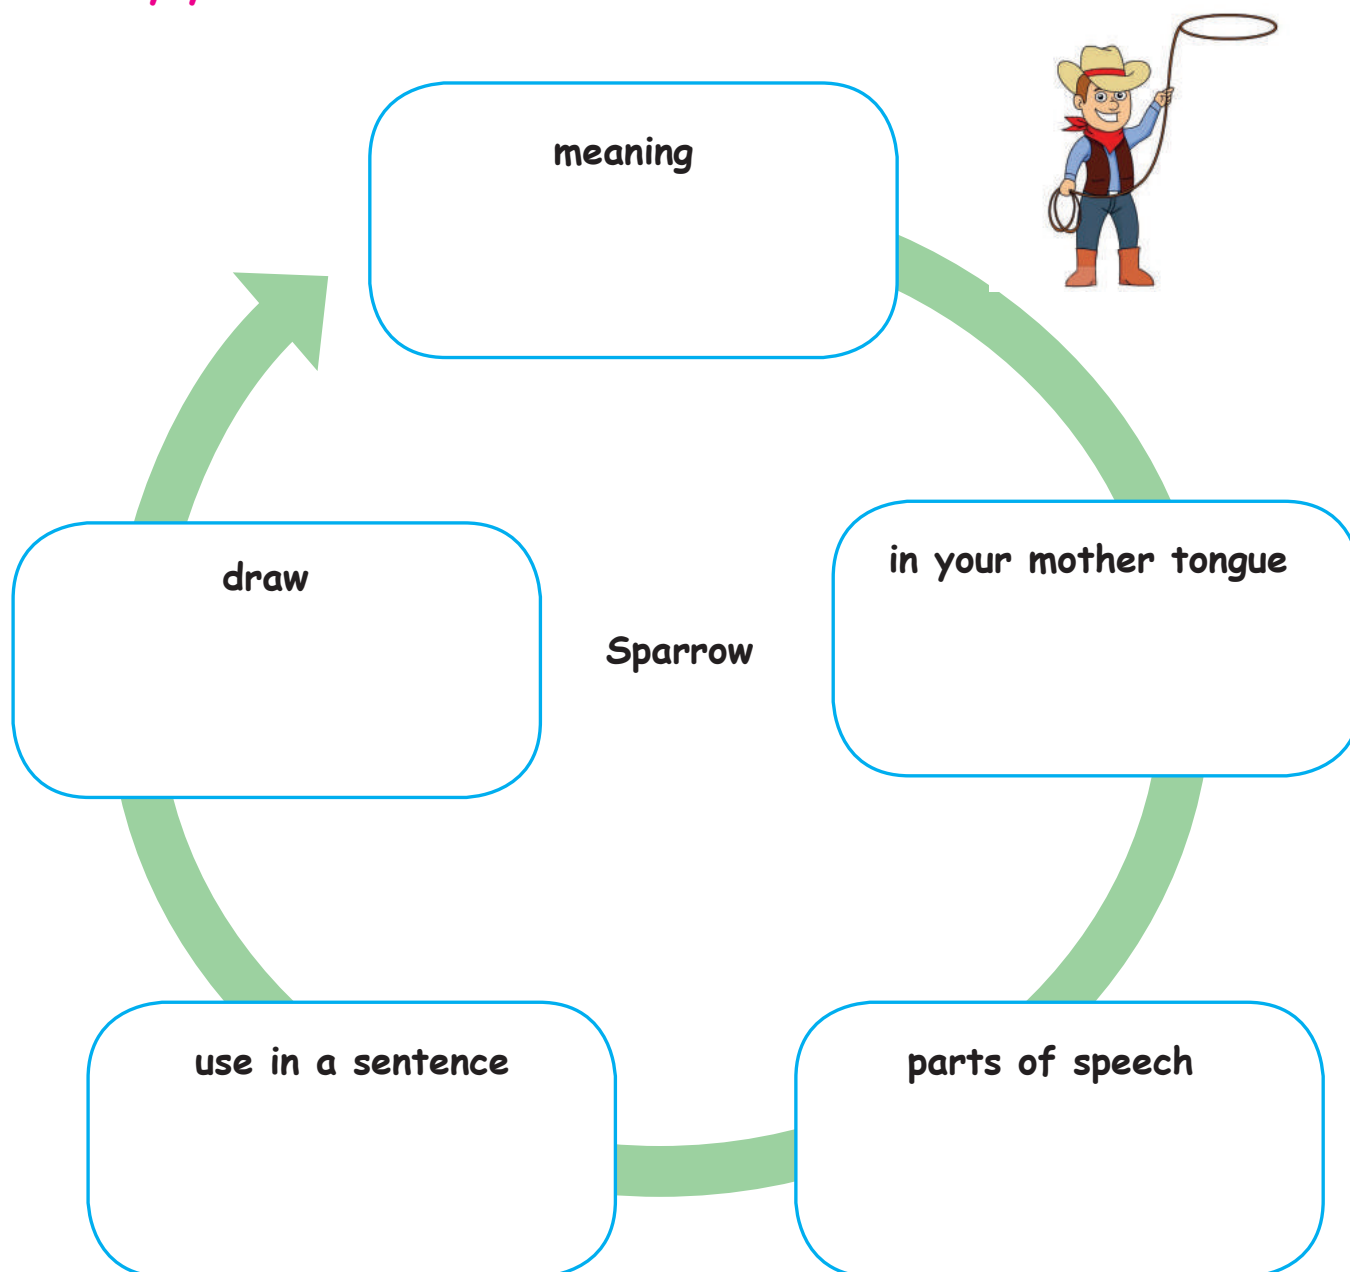 meaning
in your mother tongue
draw
Sparrow
use in a sentence
parts of speech